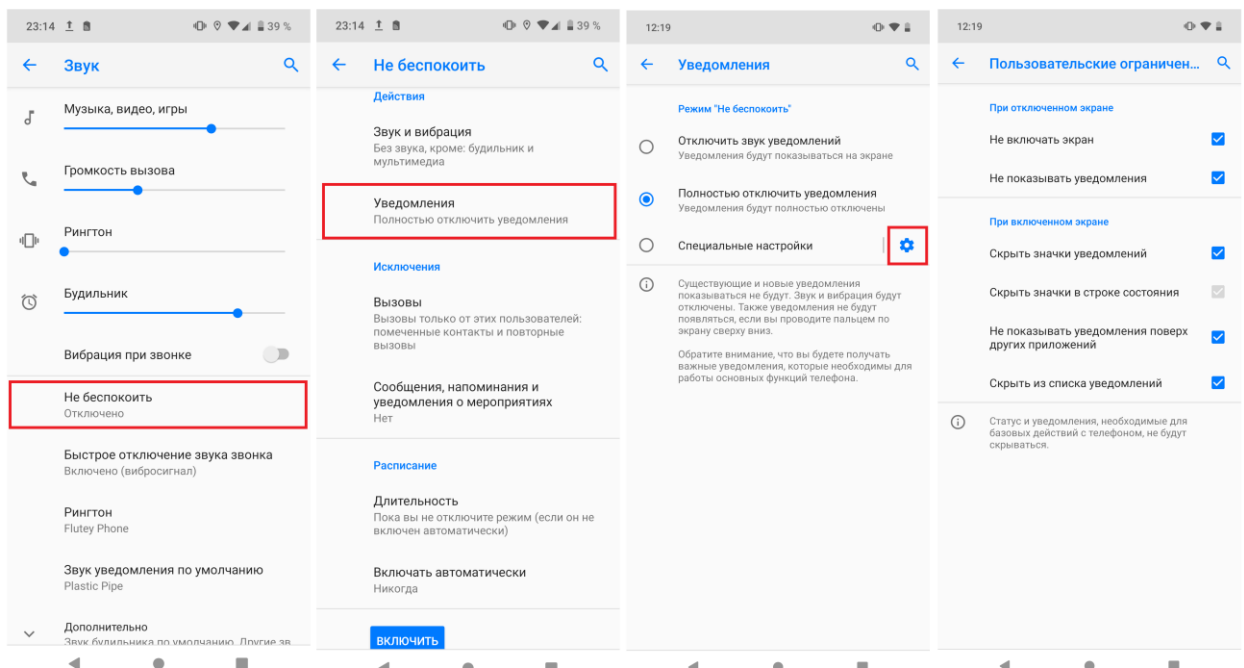 23:14
39 %
Звук
Музыка, видео, игры
Громкость вызова
Рингтон
Будильник
Вибрация при звонке
Не беспокоить
Отключено
Быстрое отключение звука звонка
Включено (вибросигнал)
Рингтон
Flutey Phone
Звук уведомления по умолчанию
Plastic Pipe
Дополнительно
Звук будильника по умолчанию. Другие зв
23:14
39 %
Не беспокоить
Действия
Звук и вибрация
Без звука, кроме: будильник и
мультимедиа
Уведомления
Полностью отключить уведомления
Исключения
Вызовы
Вызовы только от этих пользователей:
помеченные контакты и повторные
вызовы
Сообщения, напоминания и
уведомления о мероприятиях
Нет
Расписание
Длительность
Пока вы не отключите режим (если он не
включен автоматически)
Включать автоматически
Никогда
ВКЛЮЧИТЬ
12:19
Уведомления
Режим "Не беспокоить"
Отключить звук уведомлений
Уведомления будут показываться на экране
Полностью отключить уведомления
Уведомления будут полностью отключены
Специальные настройки
Существующие и новые уведомления
показываться не будут. Звук и вибрация будут
отключены. Также уведомления не будут
появляться, если вы проводите пальцем по
экрану сверху вниз.
Обратите внимание, что вы будете получать
важные уведомления, которые необходимы для
работы основных функций телефона.
12:19
Пользовательские ограничен...
При отключенном экране
Не включать экран
Не показывать уведомления
При включенном экране
Скрыть значки уведомлений
Скрыть значки в строке состояния
Не показывать уведомления поверх
других приложений
Скрыть из списка уведомлений
Статус и уведомления, необходимые для
базовых действий с телефоном, не будут
скрываться.